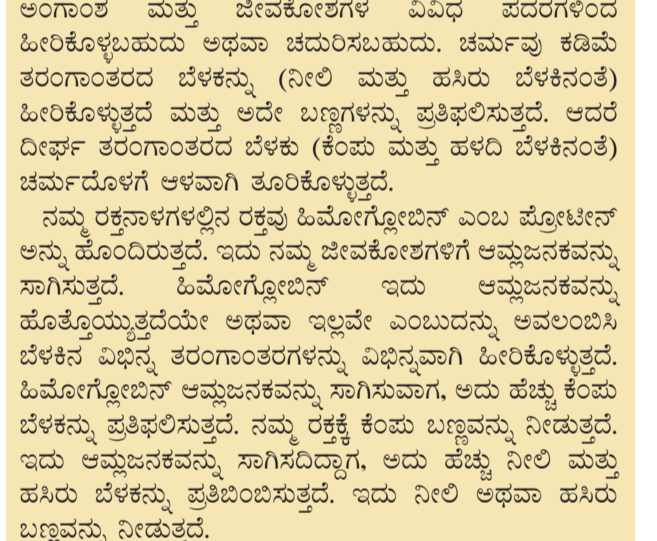 ಅಂಗಾಂಶ ಮತ್ತು ಜೀವಕೋಶಗಳ ವಿವಿಧ ಪದರಗಳಿಂದ
ಹೀರಿಕೊಳ್ಳಬಹುದು ಅಥವಾ ಚದುರಿಸಬಹುದು. ಚರ್ಮವು ಕಡಿಮೆ
ತರಂಗಾಂತರದ ಬೆಳಕನ್ನು (ನೀಲಿ ಮತ್ತು ಹಸಿರು ಬೆಳಕಿನಂತೆ)
ಹೀರಿಕೊಳ್ಳುತ್ತದೆ ಮತ್ತು ಅದೇ ಬಣ್ಣಗಳನ್ನು ಪ್ರತಿಫಲಿಸುತ್ತದೆ. ಆದರೆ
ದೀರ್ಘ ತರಂಗಾಂತರದ ಬೆಳಕು (ಕೆಂಪು ಮತ್ತು ಹಳದಿ ಬೆಳಕಿನಂತೆ)
ಚರ್ಮದೊಳಗೆ ಆಳವಾಗಿ ತೂರಿಕೊಳ್ಳುತ್ತದೆ.
ನಮ್ಮ ರಕ್ತನಾಳಗಳಲ್ಲಿನ ರಕ್ತವು ಹಿಮೋಗ್ಲೋಬಿನ್ ಎಂಬ ಪ್ರೋಟೀನ್
ಅನ್ನು ಹೊಂದಿರುತ್ತದೆ. ಇದು ನಮ್ಮ ಜೀವಕೋಶಗಳಿಗೆ ಆಮ್ಲಜನಕವನ್ನು
ಸಾಗಿಸುತ್ತದೆ. ಹಿಮೋಗ್ಲೋಬಿನ್ ಇದು ಆಮ್ಲಜನಕವನ್ನು
ಹೊತ್ತೊಯ್ಯುತ್ತದೆಯೇ ಅಥವಾ ಇಲ್ಲವೇ ಎಂಬುದನ್ನು ಅವಲಂಬಿಸಿ
ಬೆಳಕಿನ ವಿಭಿನ್ನ ತರಂಗಾಂತರಗಳನ್ನು ವಿಭಿನ್ನವಾಗಿ ಹೀರಿಕೊಳ್ಳುತ್ತದೆ.
ಹಿಮೋಗ್ಲೋಬಿನ್ ಆಮ್ಲಜನಕವನ್ನು ಸಾಗಿಸುವಾಗ, ಅದು ಹೆಚ್ಚು ಕೆಂಪು
ಬೆಳಕನ್ನು ಪ್ರತಿಫಲಿಸುತ್ತದೆ. ನಮ್ಮ ರಕ್ತಕ್ಕೆ ಕೆಂಪು ಬಣ್ಣವನ್ನು ನೀಡುತ್ತದೆ.
ಇದು ಆಮ್ಲಜನಕವನ್ನು ಸಾಗಿಸದಿದ್ದಾಗ, ಅದು ಹೆಚ್ಚು ನೀಲಿ ಮತ್ತು
ಹಸಿರು ಬೆಳಕನ್ನು ಪ್ರತಿಬಿಂಬಿಸುತ್ತದೆ. ಇದು ನೀಲಿ ಅಥವಾ ಹಸಿರು
ಬಣ್ಣವನ್ನು ನೀಡುತ್ತದೆ.